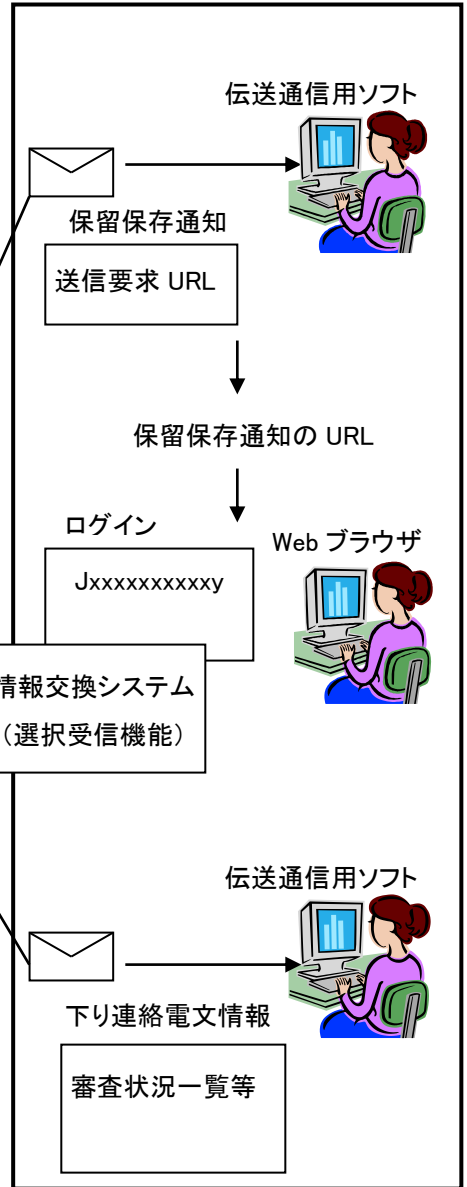 伝送通信用ソフト
保留保存通知
送信要求 URL
保留保存通知の URL
ログイン
Web ブラウザ
Jxxxxxxxxxxy
情報交換システム
（選択受信機能）
伝送通信用ソフト
下り連絡電文情報
審査状況一覧等